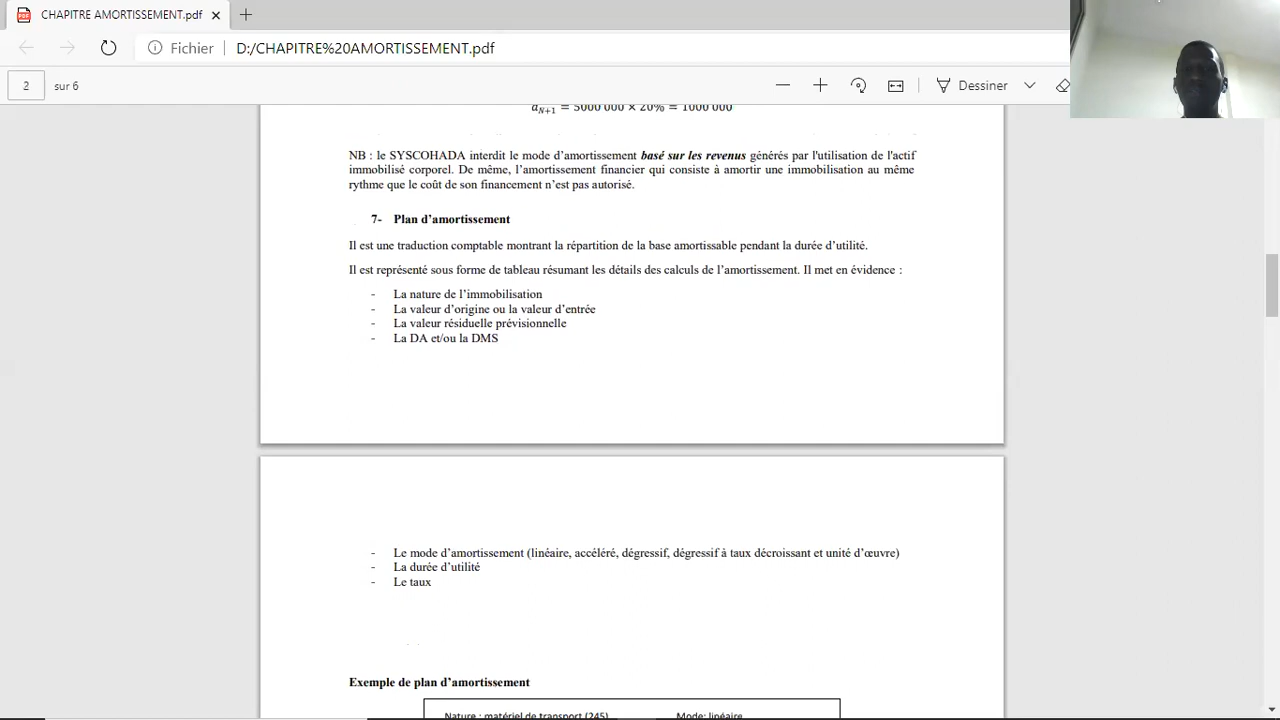 CHAPITRE AMORTISSEMENT.pdf
Fichier
D:/CHAPITRE%20AMORTISSEMENT.pdf
2 sur 6
Dessiner
a_{N+1} = 5000 000 × 20% = 1000 000
NB : le SYSCOHADA interdit le mode d’amortissement basé sur les revenus générés par l'utilisation de l'actif
immobilisé corporel. De même, l’amortissement financier qui consiste à amortir une immobilisation au même
rythme que le coût de son financement n’est pas autorisé.
7- Plan d’amortissement
Il est une traduction comptable montrant la répartition de la base amortissable pendant la durée d’utilité.
Il est représenté sous forme de tableau résumant les détails des calculs de l’amortissement. Il met en évidence :
- La nature de l’immobilisation
- La valeur d’origine ou la valeur d’entrée
- La valeur résiduelle prévisionnelle
- La DA et/ou la DMS
- Le mode d’amortissement (linéaire, accéléré, dégressif, dégressif à taux décroissant et unité d’œuvre)
- La durée d’utilité
- Le taux
Exemple de plan d’amortissement
Nature : matériel de transport (245) Mode: linéaire